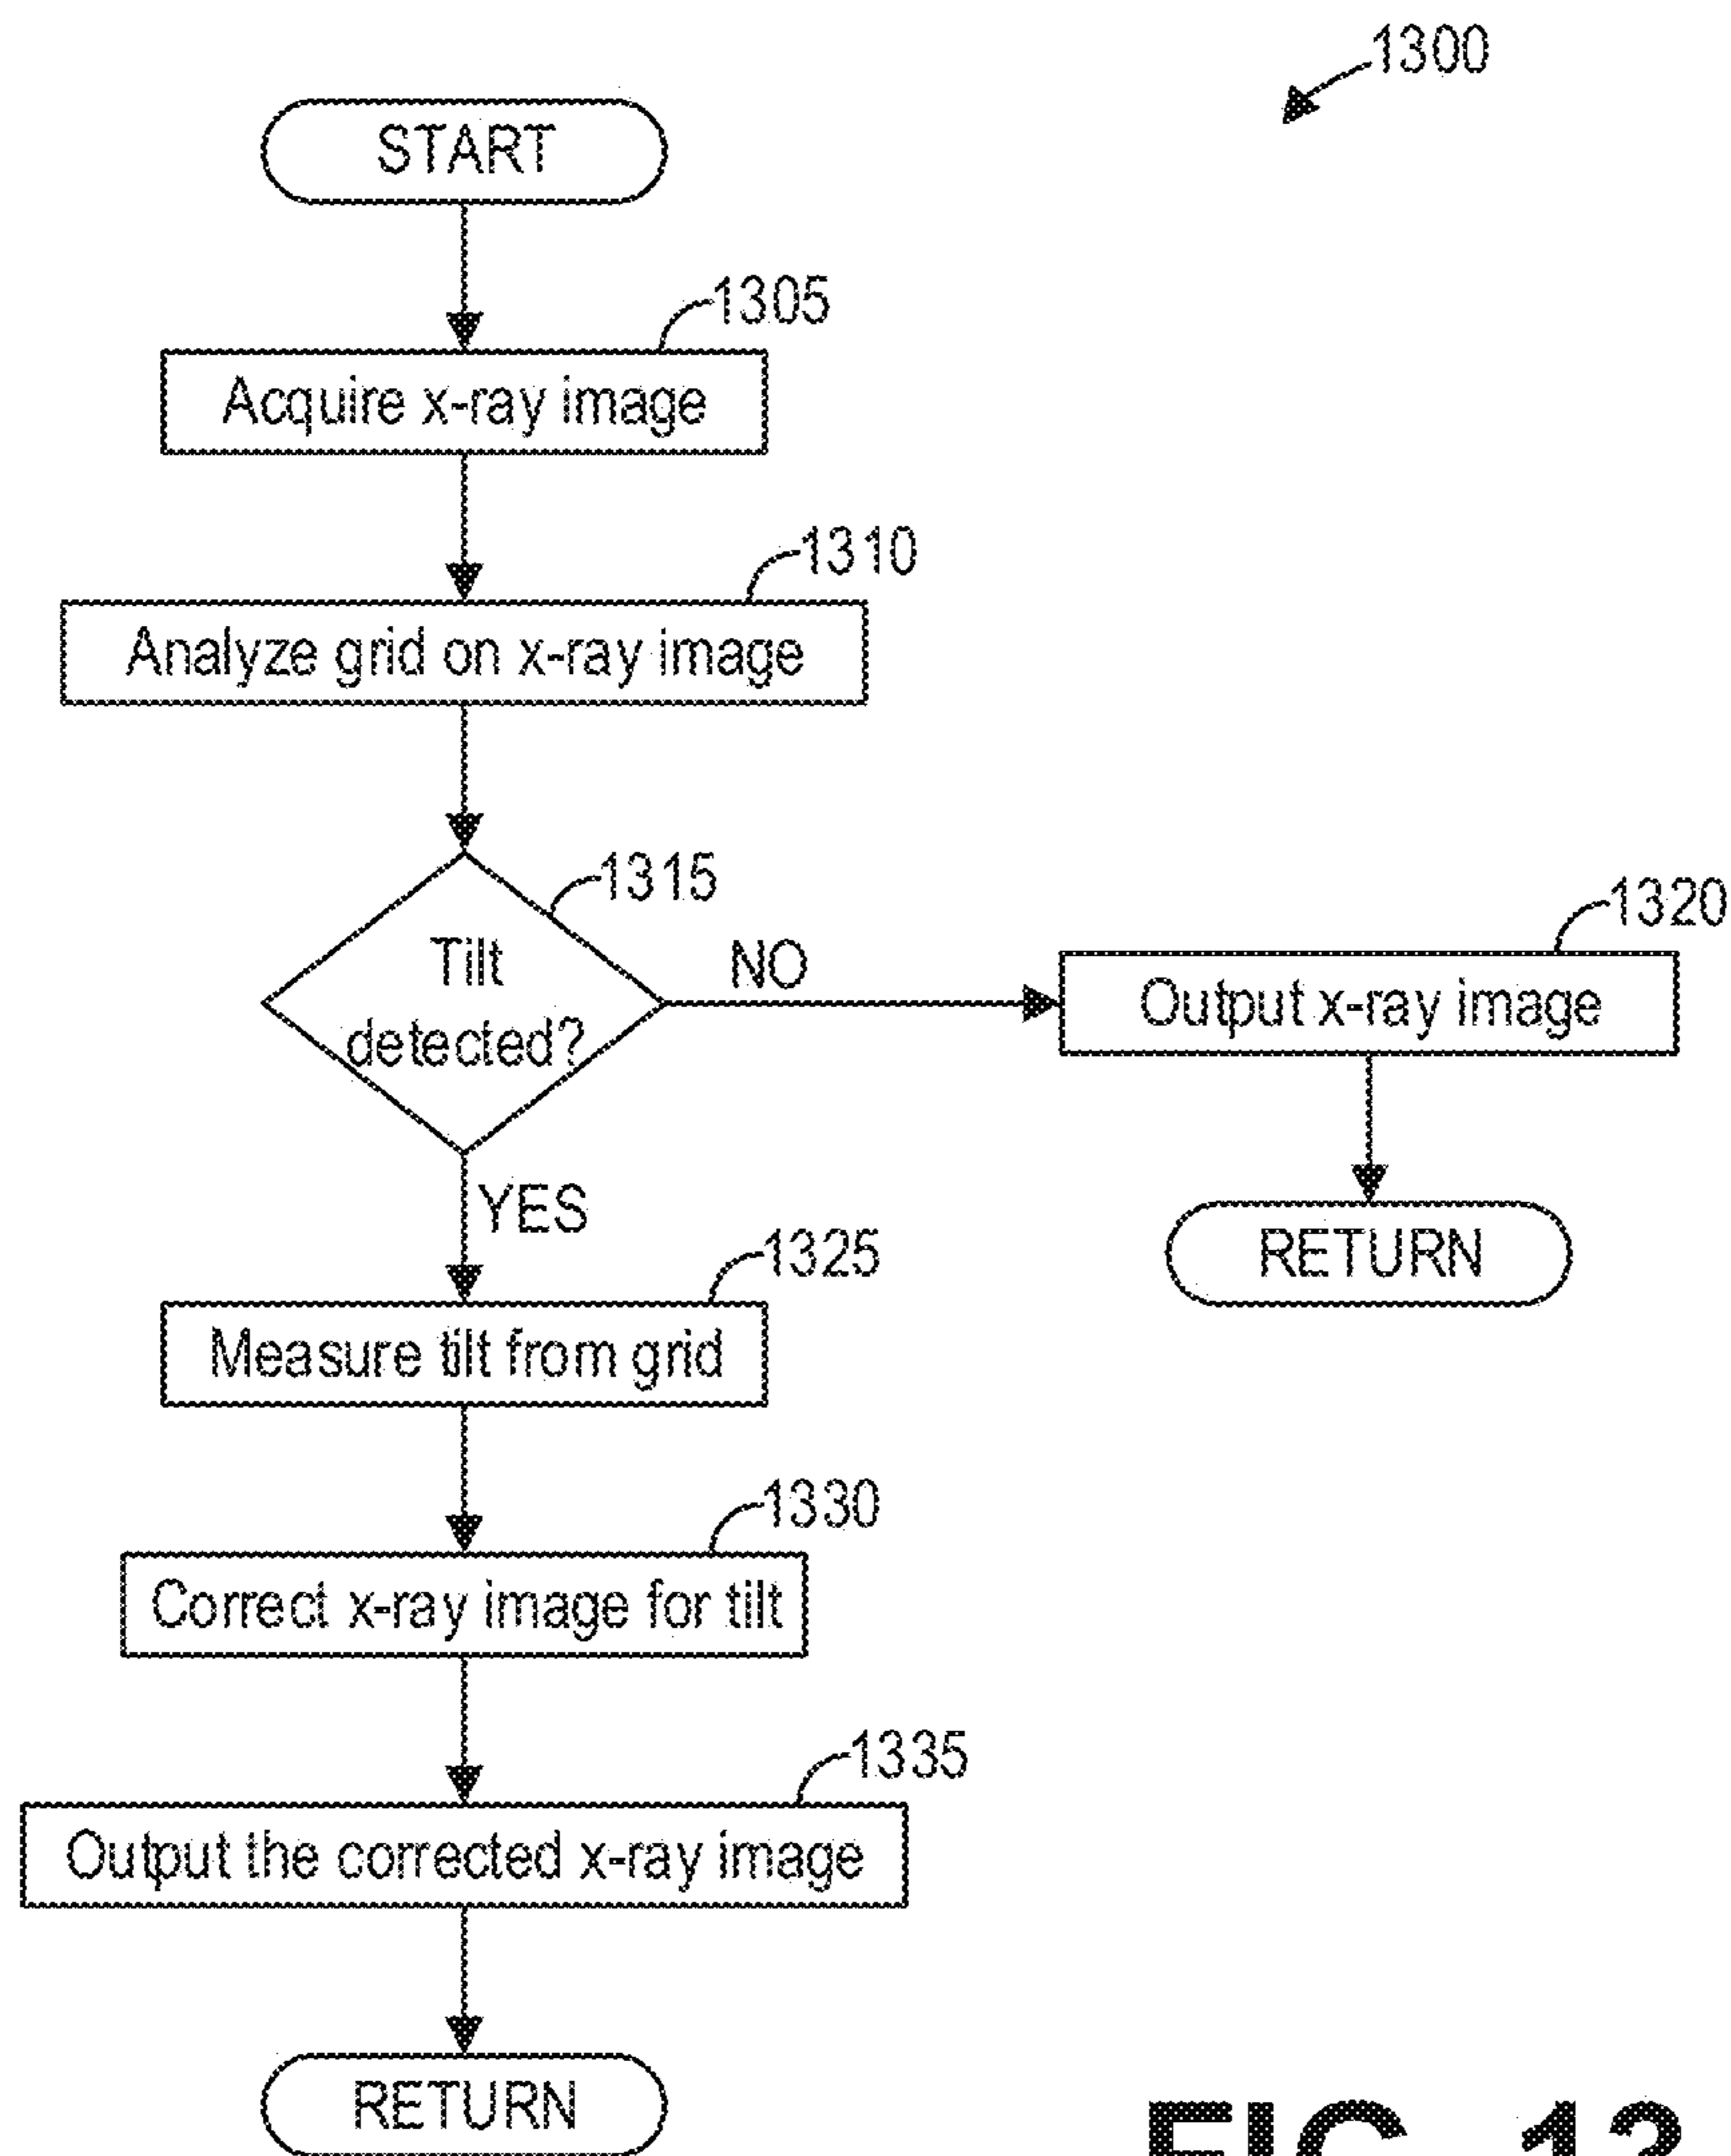 1300
START
1305
Acquire x-ray image
1310
Analyze grid on x-ray image
1315
Tilt
detected?
NO
1320
Output x-ray image
RETURN
YES
1325
Measure tilt from grid
1330
Correct x-ray image for tilt
1335
Output the corrected x-ray image
RETURN
FIG.